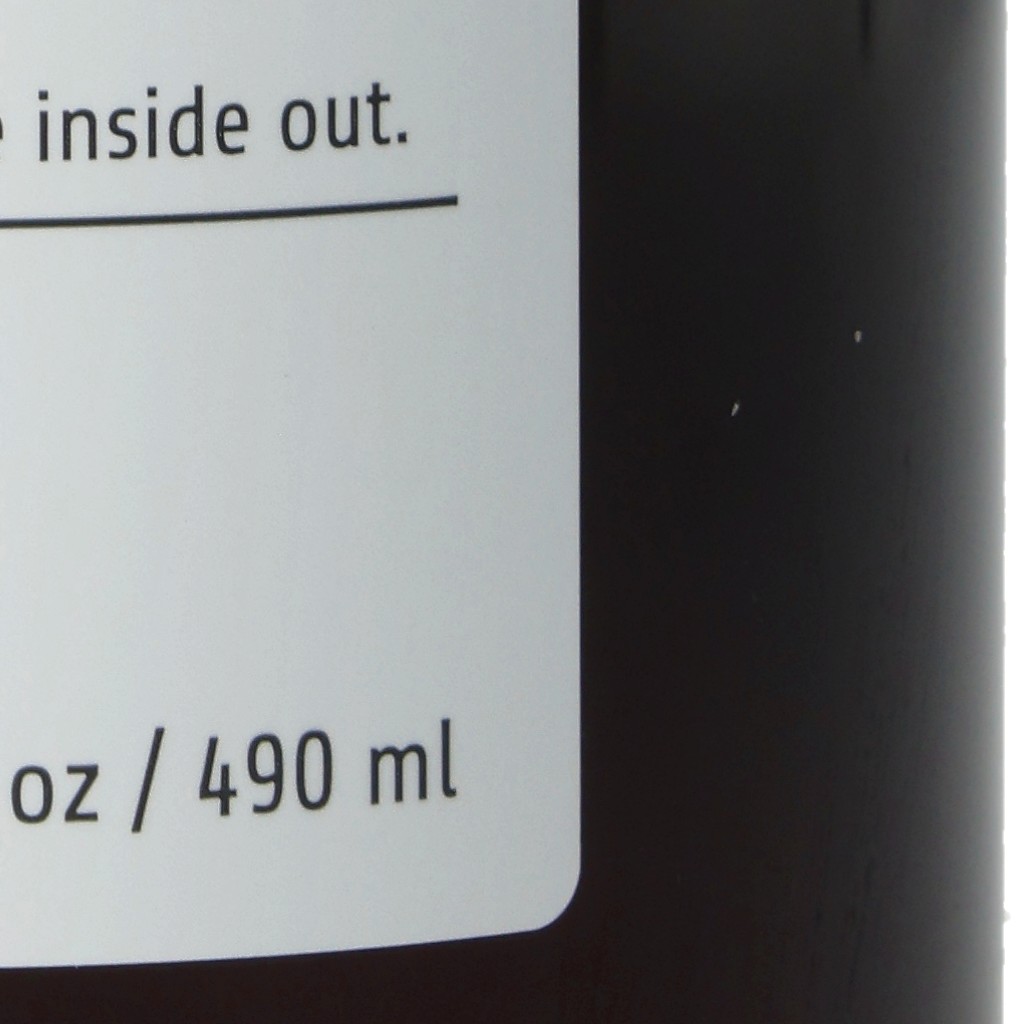 inside out.
oz / 490 ml